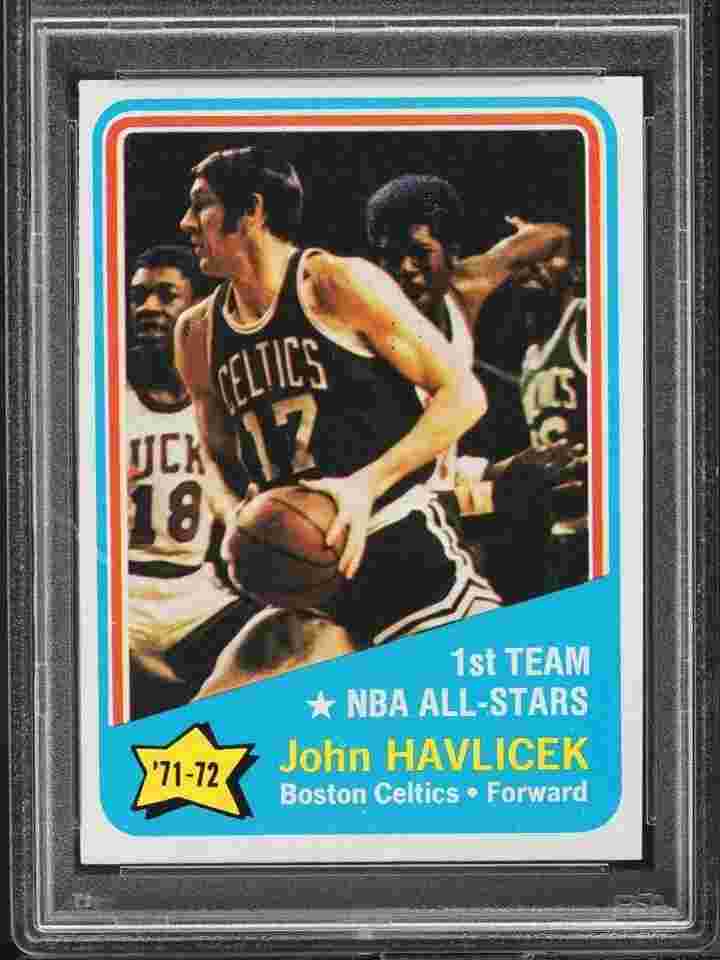 CELTICS
17
UCK
18
1st TEAM
★ NBA ALL-STARS
John HAVLICEK
'71-72
Boston Celtics • Forward